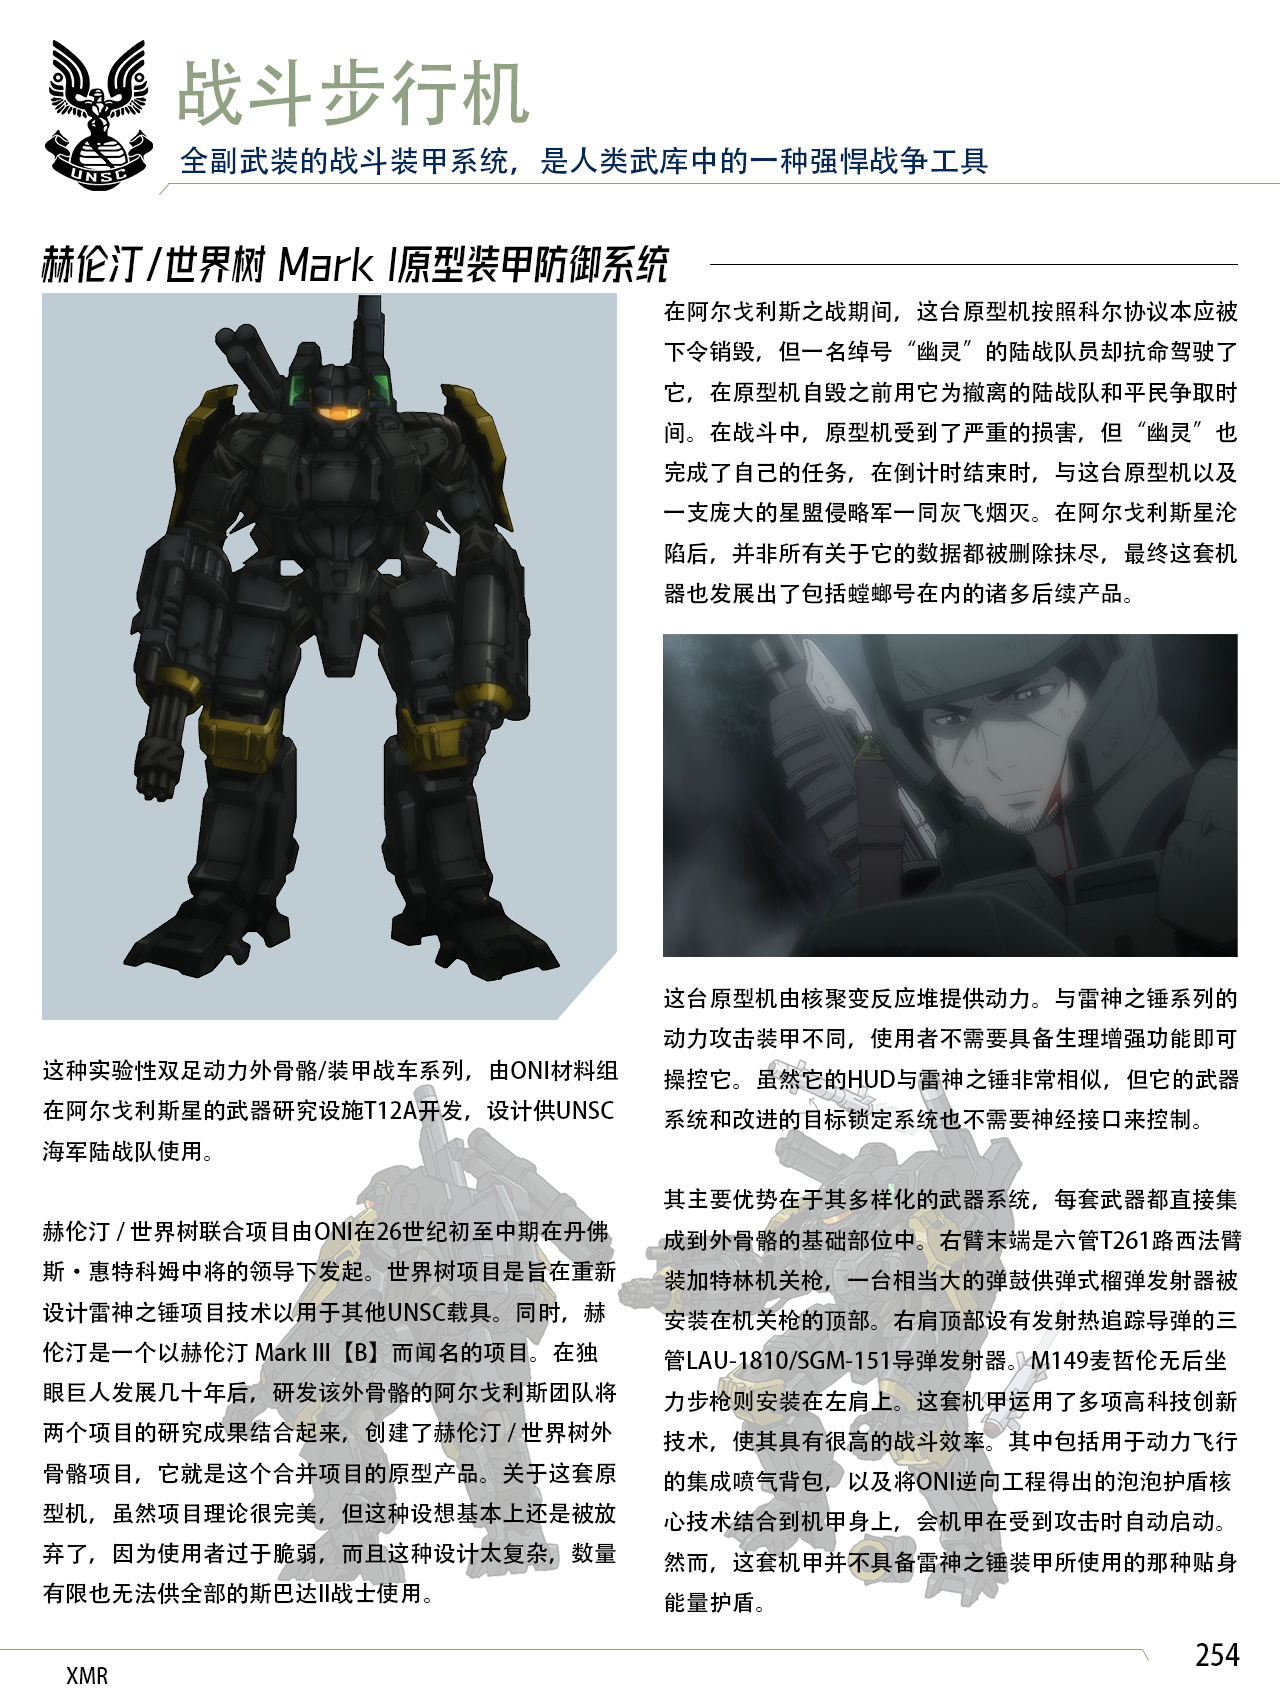 UNSC
战斗步行机
全副武装的战斗装甲系统，是人类武库中的一种强悍战争工具
赫伦汀/世界树 Mark I原型装甲防御系统
这种实验性双足动力外骨骼/装甲战车系列，由ONI材料组
在阿尔戈利斯星的武器研究设施T12A开发，设计供UNSC
海军陆战队使用。
赫伦汀 / 世界树联合项目由ONI在26世纪初至中期在丹佛
斯·惠特科姆中将的领导下发起。世界树项目是旨在重新
设计雷神之锤项目技术以用于其他UNSC载具。同时，赫
伦汀是一个以赫伦汀 Mark III【B】而闻名的项目。在独
眼巨人发展几十年后，研发该外骨骼的阿尔戈利斯团队将
两个项目的研究成果结合起来，创建了赫伦汀 / 世界树外
骨骼项目，它就是这个合并项目的原型产品。关于这套原
型机，虽然项目理论很完美，但这种设想基本上还是被放
弃了，因为使用者过于脆弱，而且这种设计太复杂，数量
有限也无法供全部的斯巴达II战士使用。
在阿尔戈利斯之战期间，这台原型机按照科尔协议本应被
下令销毁，但一名绰号“幽灵”的陆战队员却抗命驾驶了
它，在原型机自毁之前用它为撤离的陆战队和平民争取时
间。在战斗中，原型机受到了严重的损害，但“幽灵”也
完成了自己的任务，在倒计时结束时，与这台原型机以及
一支庞大的星盟侵略军一同灰飞烟灭。在阿尔戈利斯星沦
陷后，并非所有关于它的数据都被删除抹尽，最终这套机
器也发展出了包括螳螂号在内的诸多后续产品。
这台原型机由核聚变反应堆提供动力。与雷神之锤系列的
动力攻击装甲不同，使用者不需要具备生理增强功能即可
操控它。虽然它的HUD与雷神之锤非常相似，但它的武器
系统和改进的目标锁定系统也不需要神经接口来控制。
其主要优势在于其多样化的武器系统，每套武器都直接集
成到外骨骼的基础部位中。右臂末端是六管T261路西法臂
装加特林机关枪，一台相当大的弹鼓供弹式榴弹发射器被
安装在机关枪的顶部。右肩顶部设有发射热追踪导弹的三
管LAU-1810/SGM-151导弹发射器。M149麦哲伦无后坐
力步枪则安装在左肩上。这套机甲运用了多项高科技创新
技术，使其具有很高的战斗效率。其中包括用于动力飞行
的集成喷气背包，以及将ONI逆向工程得出的泡泡护盾核
心技术结合到机甲身上，会机甲在受到攻击时自动启动。
然而，这套机甲并不具备雷神之锤装甲所使用的那种贴身
能量护盾。
XMR
254